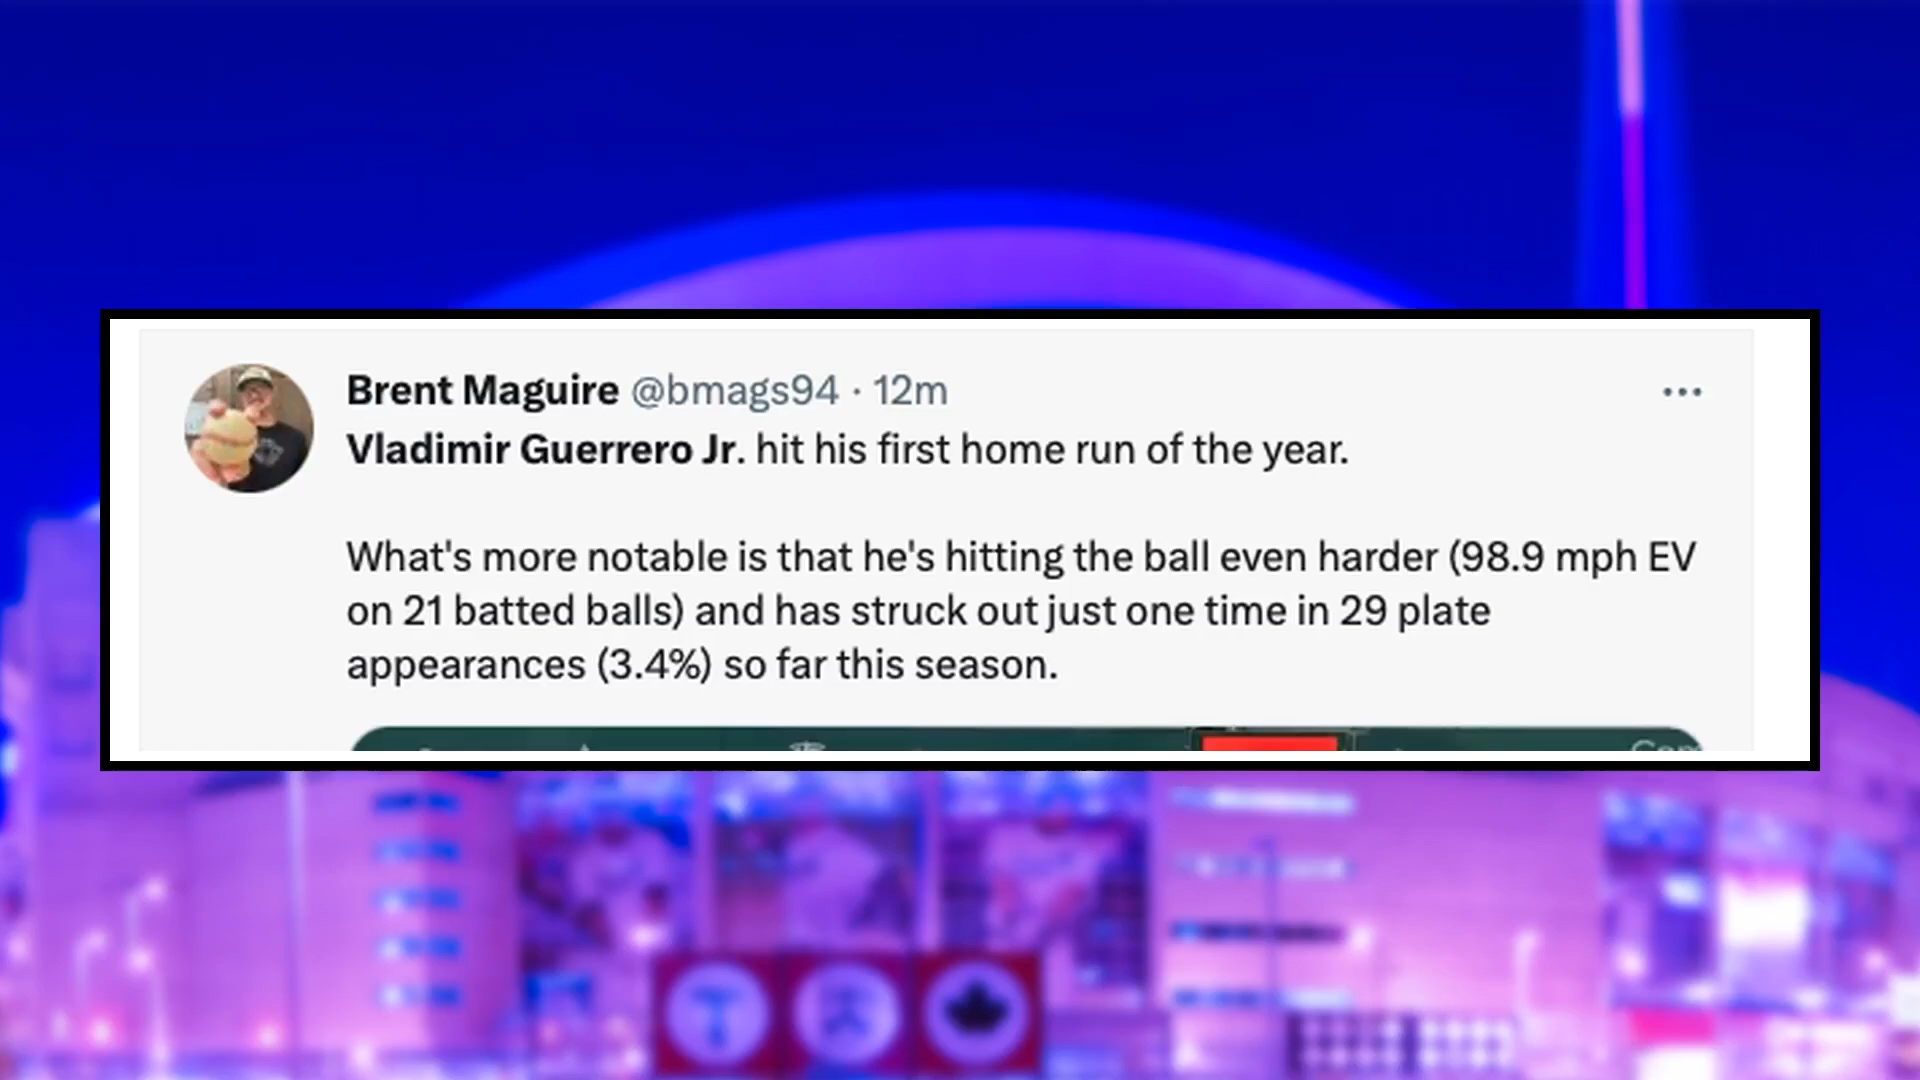 Brent Maguire @bmags94 · 12m
Vladimir Guerrero Jr. hit his first home run of the year.
What's more notable is that he's hitting the ball even harder (98.9 mph EV
on 21 batted balls) and has struck out just one time in 29 plate
appearances (3.4%) so far this season.